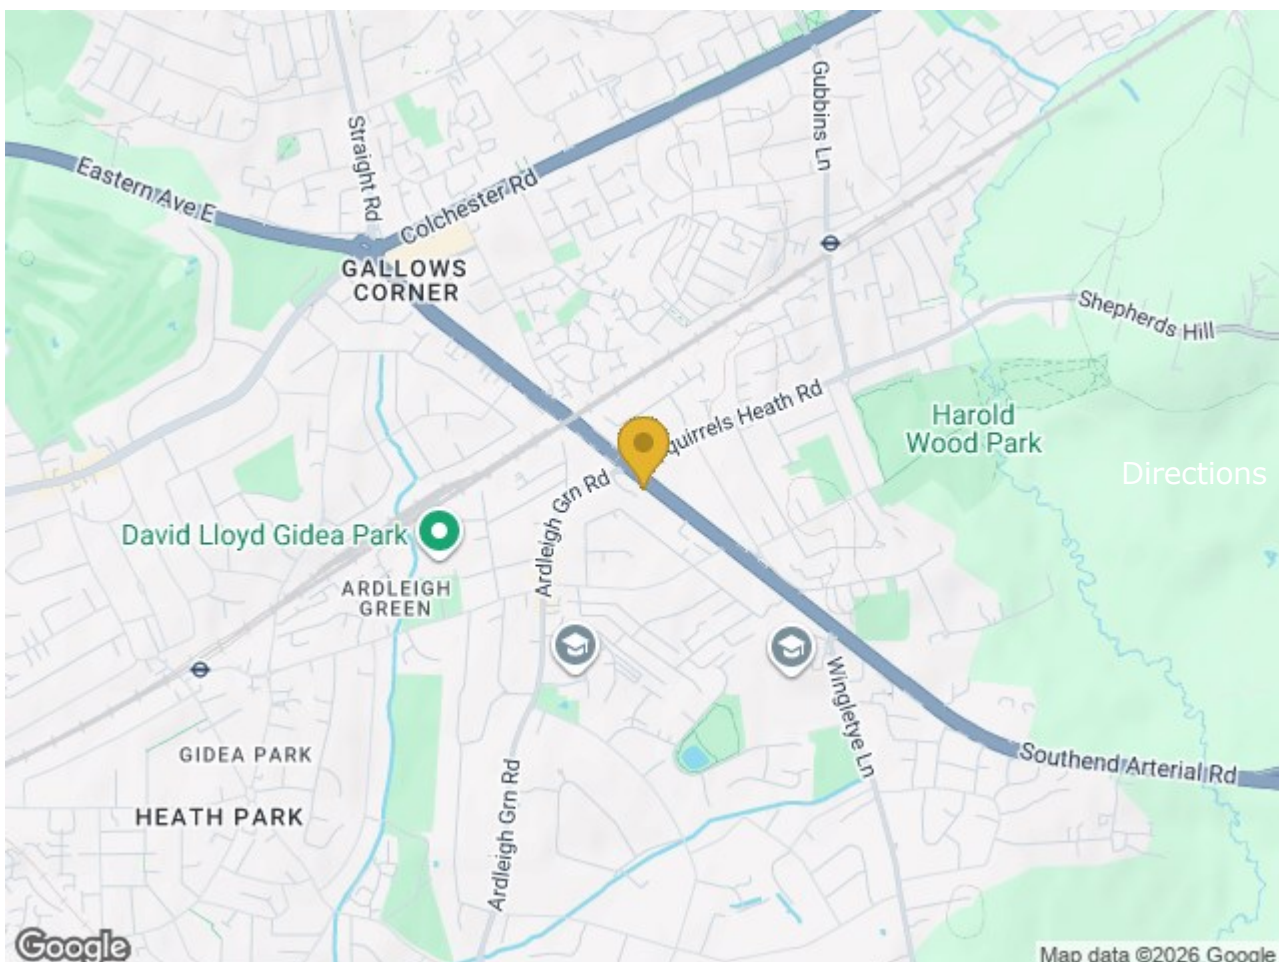 Gubbins Ln
Straight Rd
Eastern Ave E
Colchester Rd
GALLOWS
CORNER
Shepherds Hill
quirrels Heath Rd
Harold
Wood Park
Directions
Ardleigh Grn Rd
David Lloyd Gidea Park
ARDLEIGH
GREEN
Wingletye Ln
GIDEA PARK
Southend Arterial Rd
HEATH PARK
Ardleigh Grn Rd
Google
Map data ©2026 Google